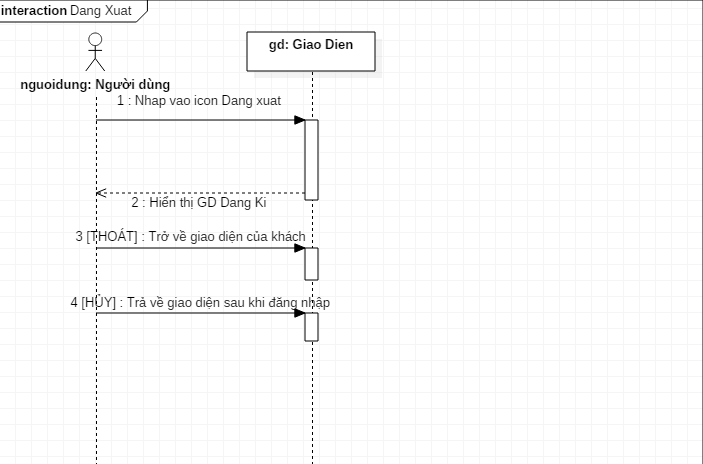 interaction Dang Xuat
gd: Giao Dien
nguoidung: Người dùng
1 : Nhap vao icon Dang xuat
2 : Hiển thị GD Dang Ki
3 [THOÁT] : Trở về giao diện của khách
4 [HỦY] : Trả về giao diện sau khi đăng nhập